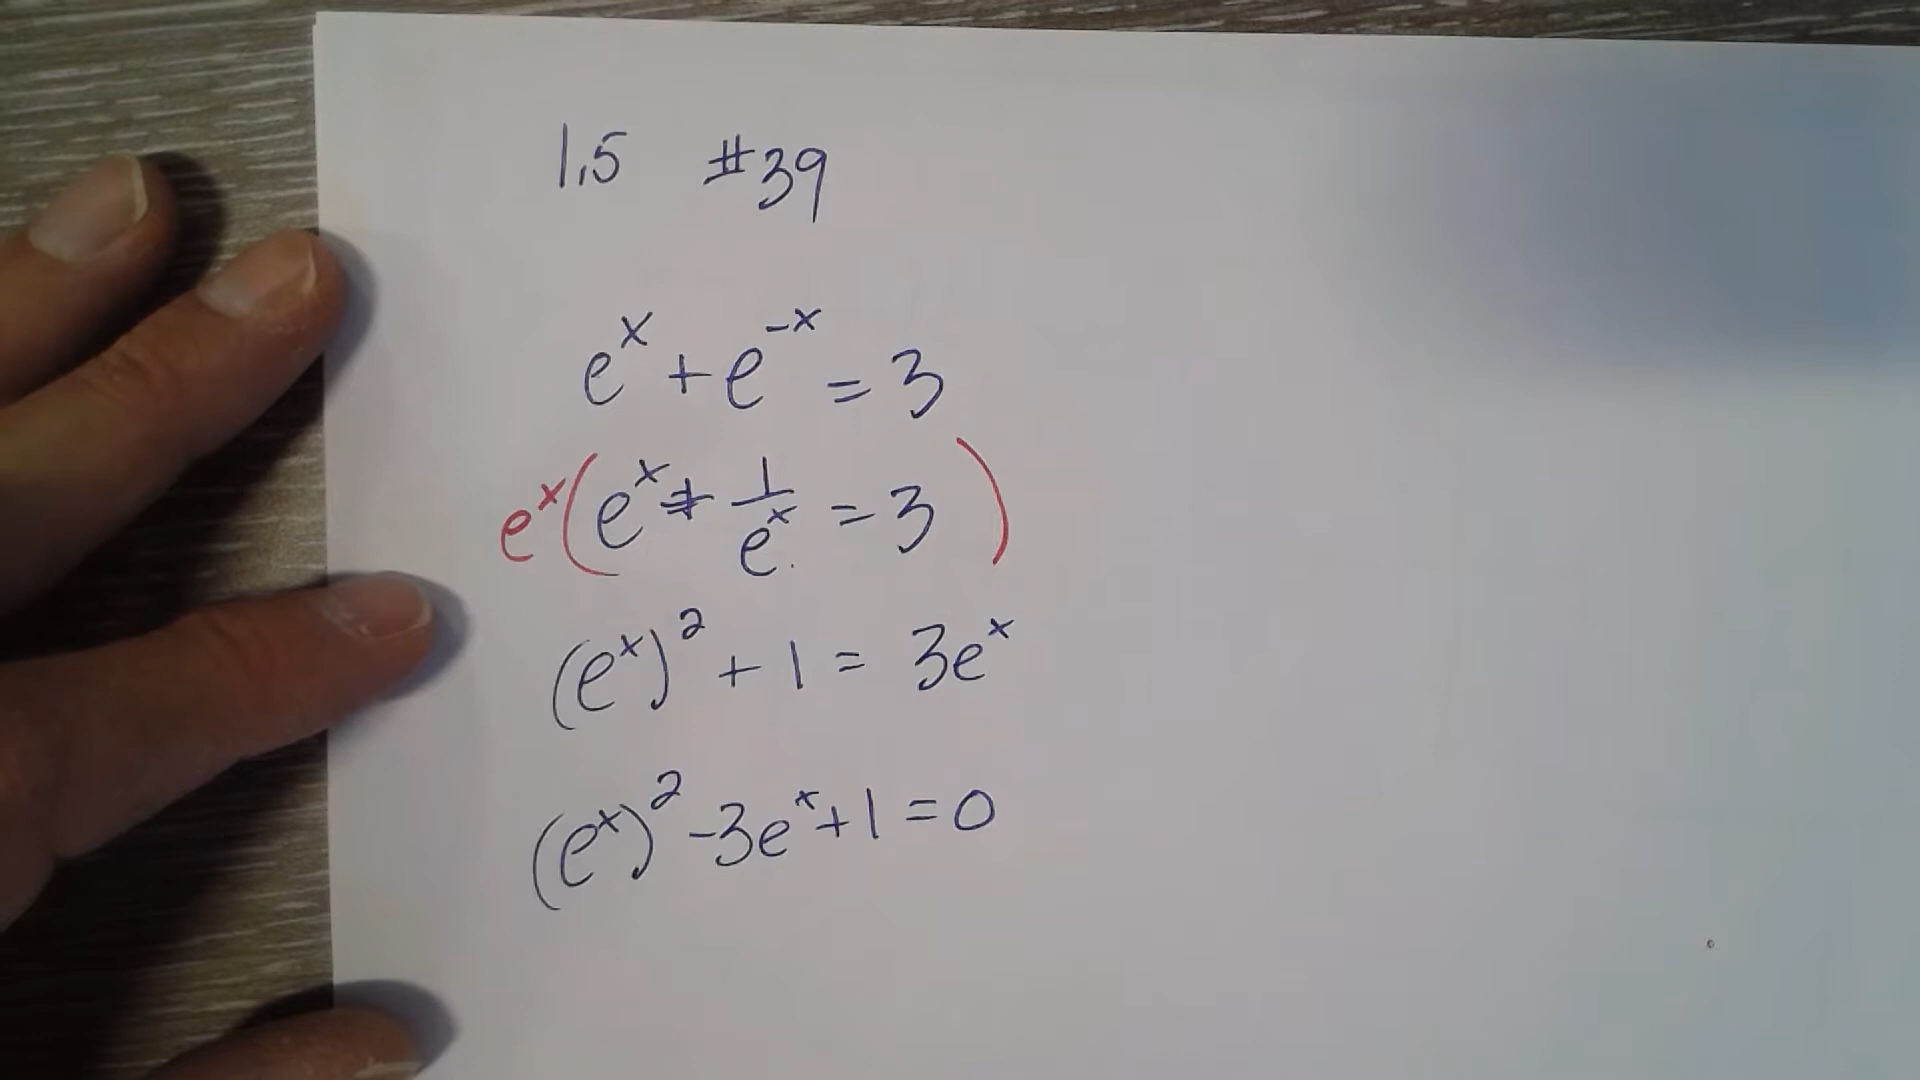 1.5 #39
e^x + e^-x = 3
e^x ( e^x + 1/e^x = 3 )
(e^x)^2 + 1 = 3e^x
(e^x)^2 - 3e^x + 1 = 0